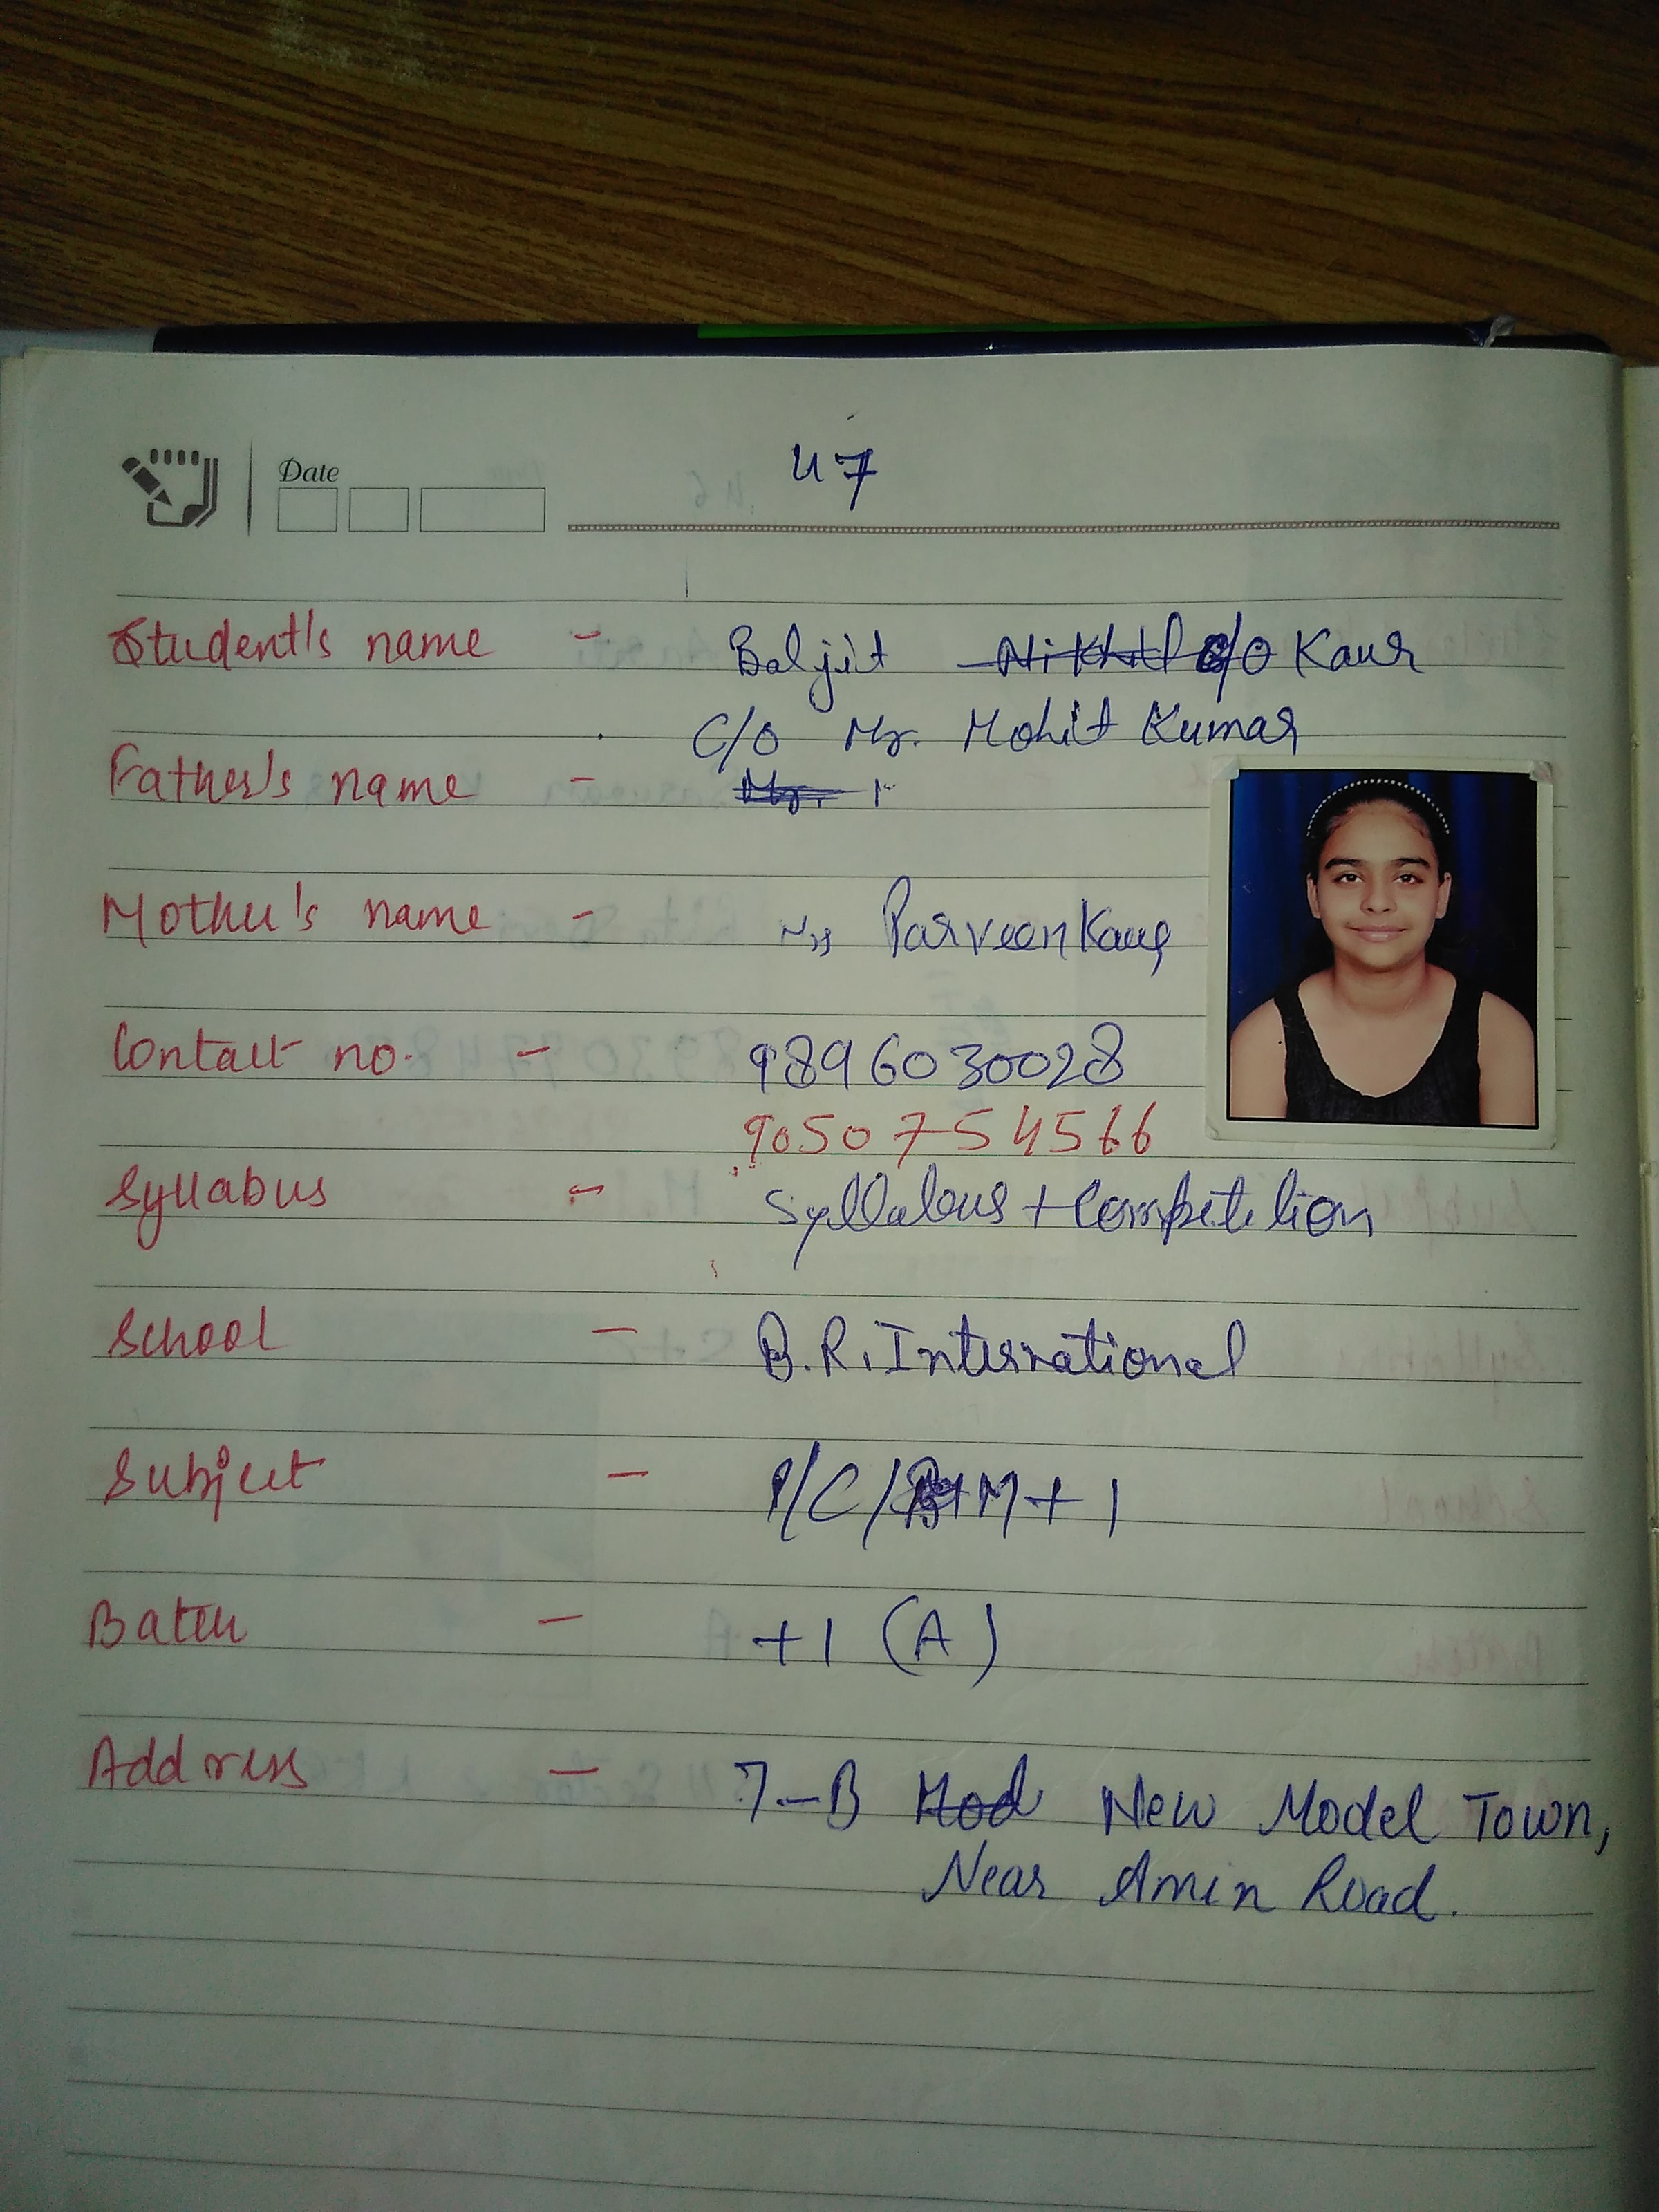 47
Date
Student's name - Baljit Nikhil c/o Kaur
C/o Mr. Mohit Kumar
Father's name - Mr.
Mother's name - Mrs Parveen Kaur
Contact no. - 9896030028
9050754566
Syllabus - Syllabus + Competition
School - B.R. International
Subject - P/C/ M + 1
Batch - +1 (A)
Address - 7-B Mod New Model Town,
Near Amin Road.